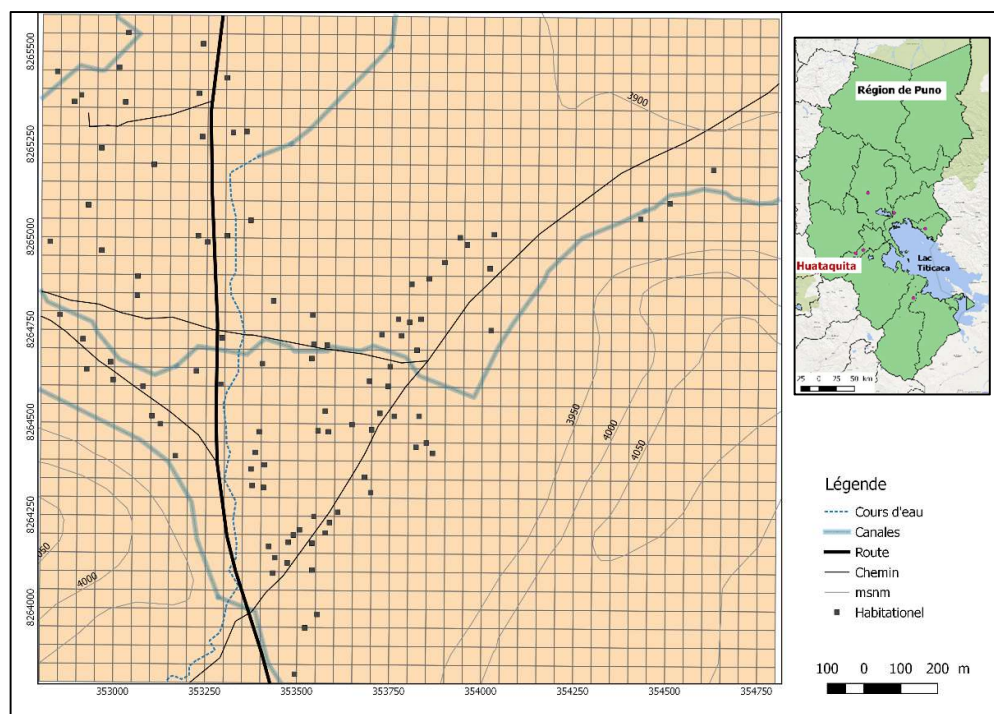 8265500
8265250
8265000
8264750
8264500
8264250
8264000
3900
3950
4000
4050
050
4000
353000
353250
353500
353750
354000
354250
354500
354750
Région de Puno
Huataquita
Lac
Titicaca
25 0 25 50 km
Légende
Cours d'eau
Canales
Route
Chemin
msnm
Habitationel
100 0 100 200 m